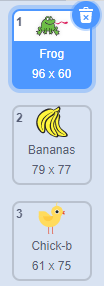 1
Frog
96 x 60
2
Bananas
79 x 77
3
Chick-b
61 x 75